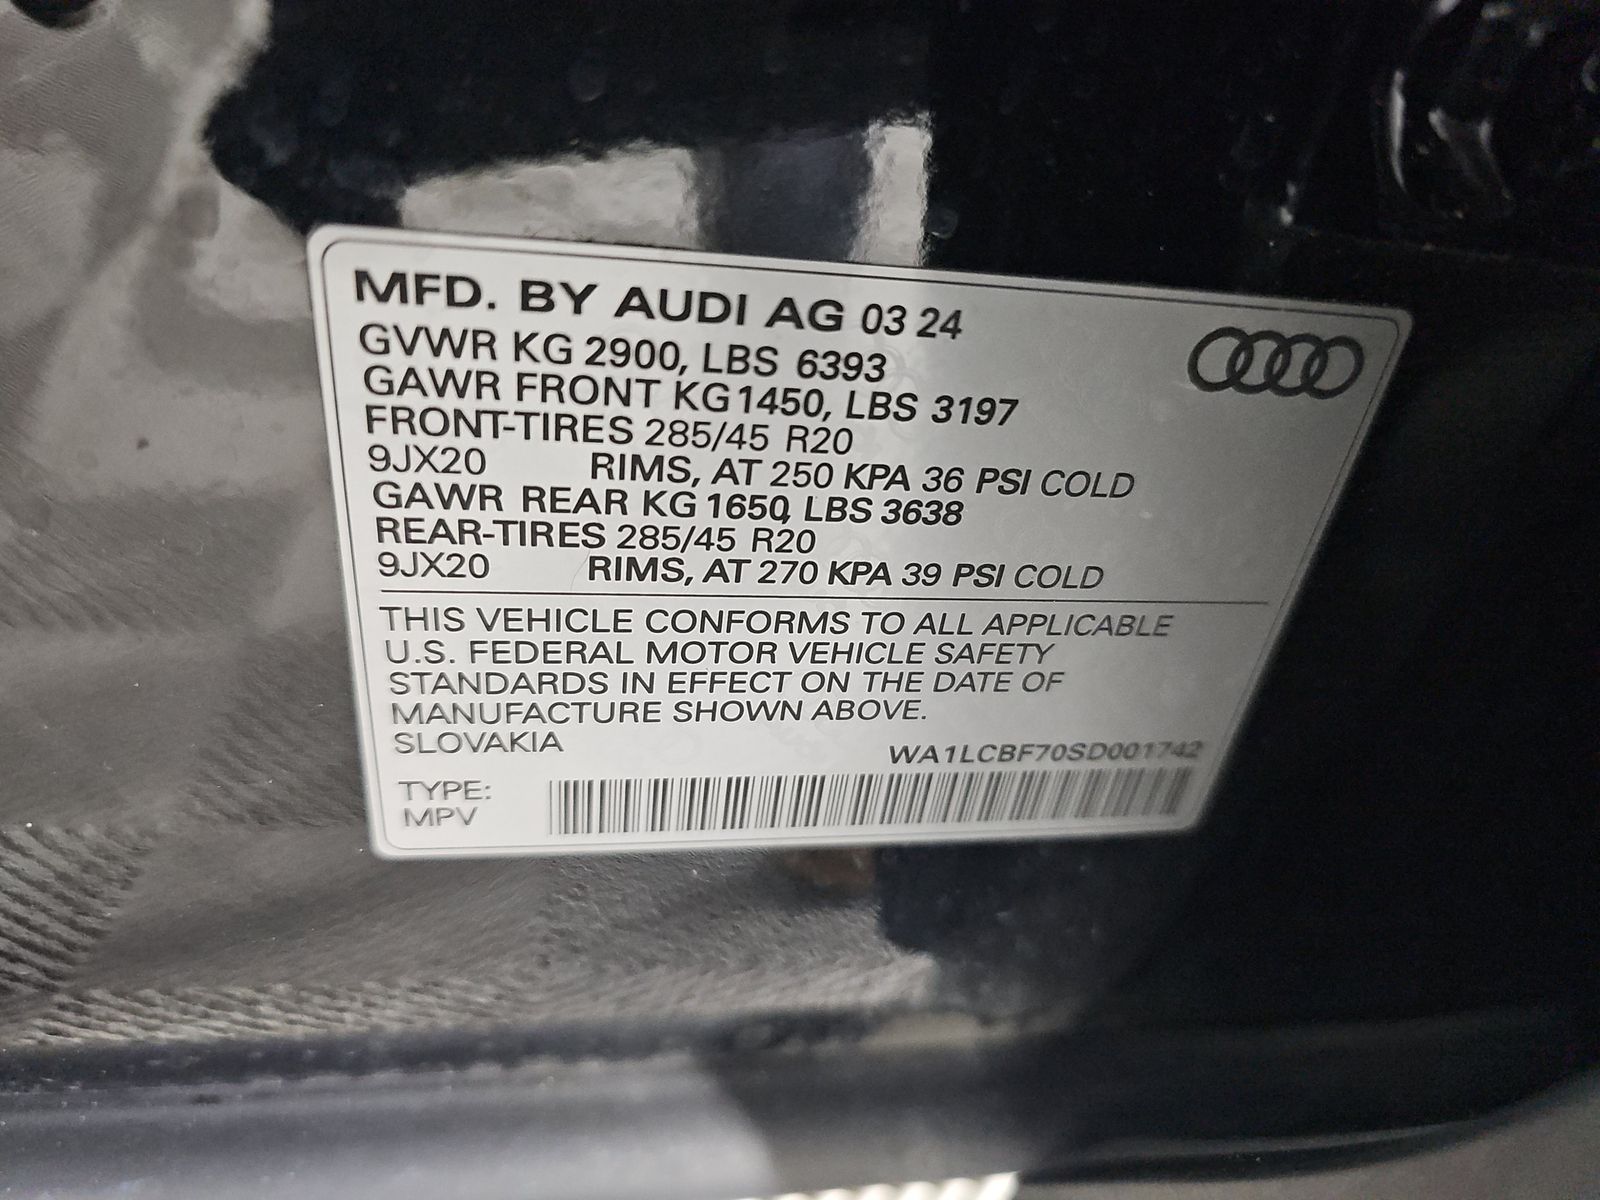 MFD. BY AUDI AG 03 24
GVWR KG 2900, LBS 6393
GAWR FRONT KG 1450, LBS 3197
FRONT-TIRES 285/45 R20
9JX20 RIMS, AT 250 KPA 36 PSI COLD
GAWR REAR KG 1650, LBS 3638
REAR-TIRES 285/45 R20
9JX20 RIMS, AT 270 KPA 39 PSI COLD
THIS VEHICLE CONFORMS TO ALL APPLICABLE
U.S. FEDERAL MOTOR VEHICLE SAFETY
STANDARDS IN EFFECT ON THE DATE OF
MANUFACTURE SHOWN ABOVE.
SLOVAKIA
WA1LCBF70SD001742
TYPE:
MPV